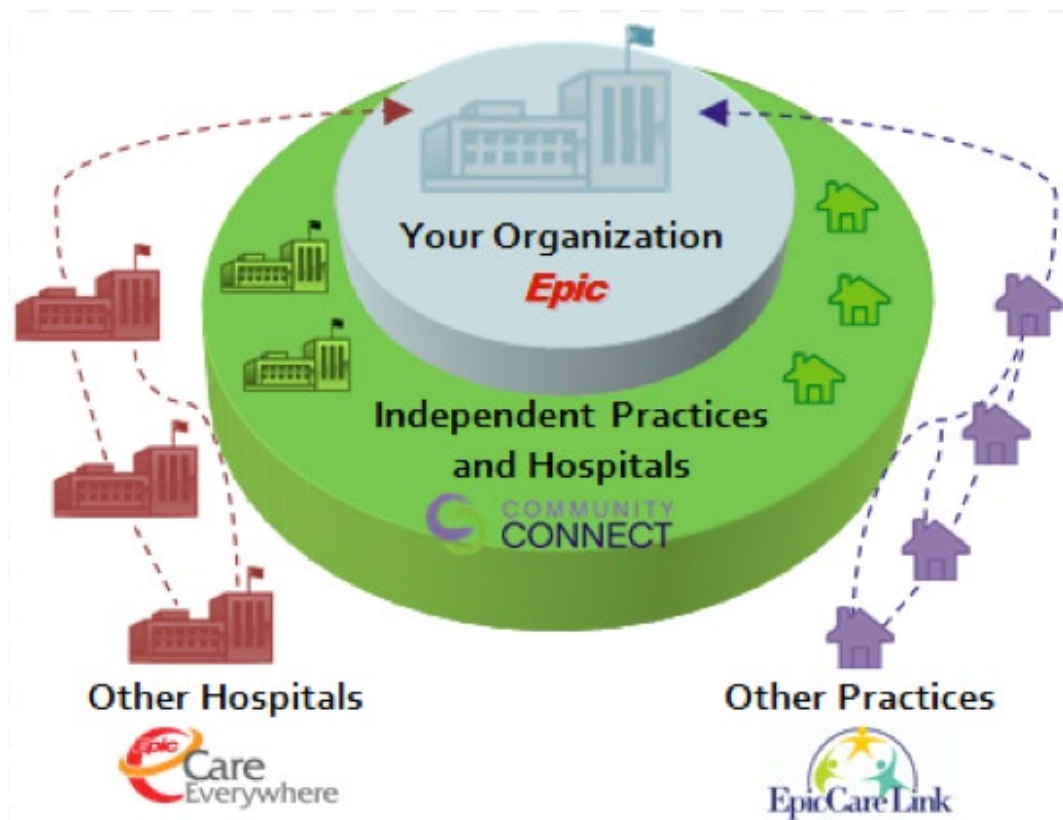 Your Organization
Epic
Independent Practices
and Hospitals
COMMUNITY
CONNECT
Other Hospitals
Epic
Care
Everywhere
Other Practices
EpicCare Link